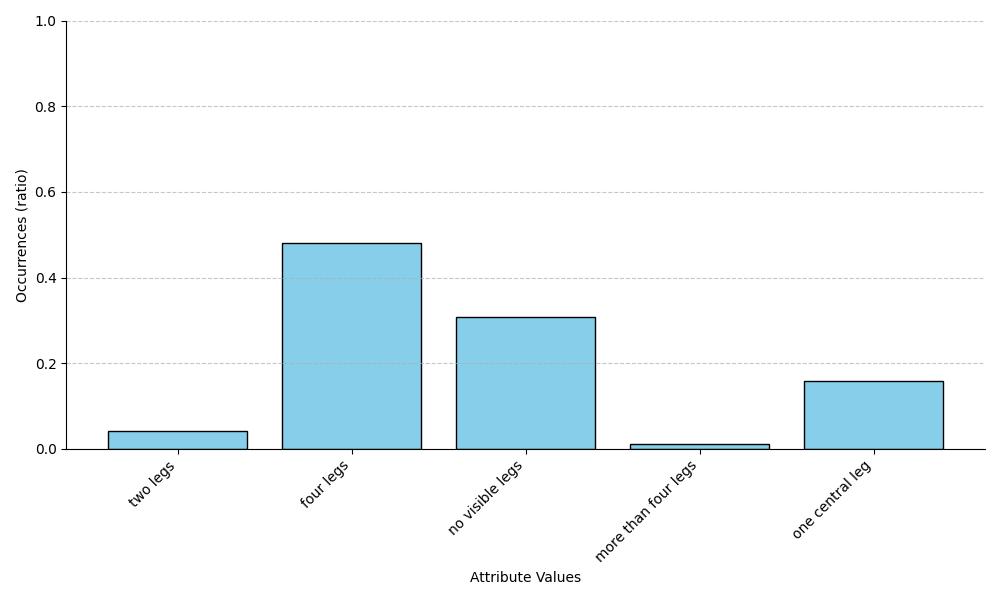 1.0
0.8
0.6
0.4
0.2
0.0
Occurrences (ratio)
two legs
four legs
no visible legs
more than four legs
one central leg
Attribute Values